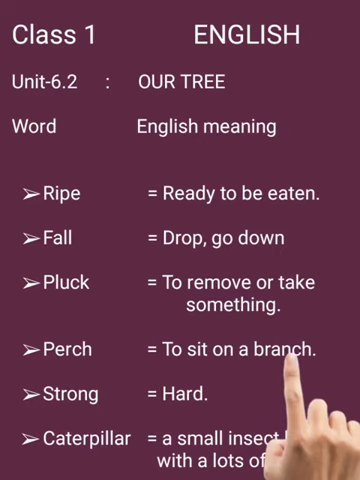 Class 1 ENGLISH
Unit-6.2 : OUR TREE
Word English meaning
➢ Ripe = Ready to be eaten.
➢ Fall = Drop, go down
➢ Pluck = To remove or take
something.
➢ Perch = To sit on a branch.
➢ Strong = Hard.
➢ Caterpillar = a small insect
with a lots of